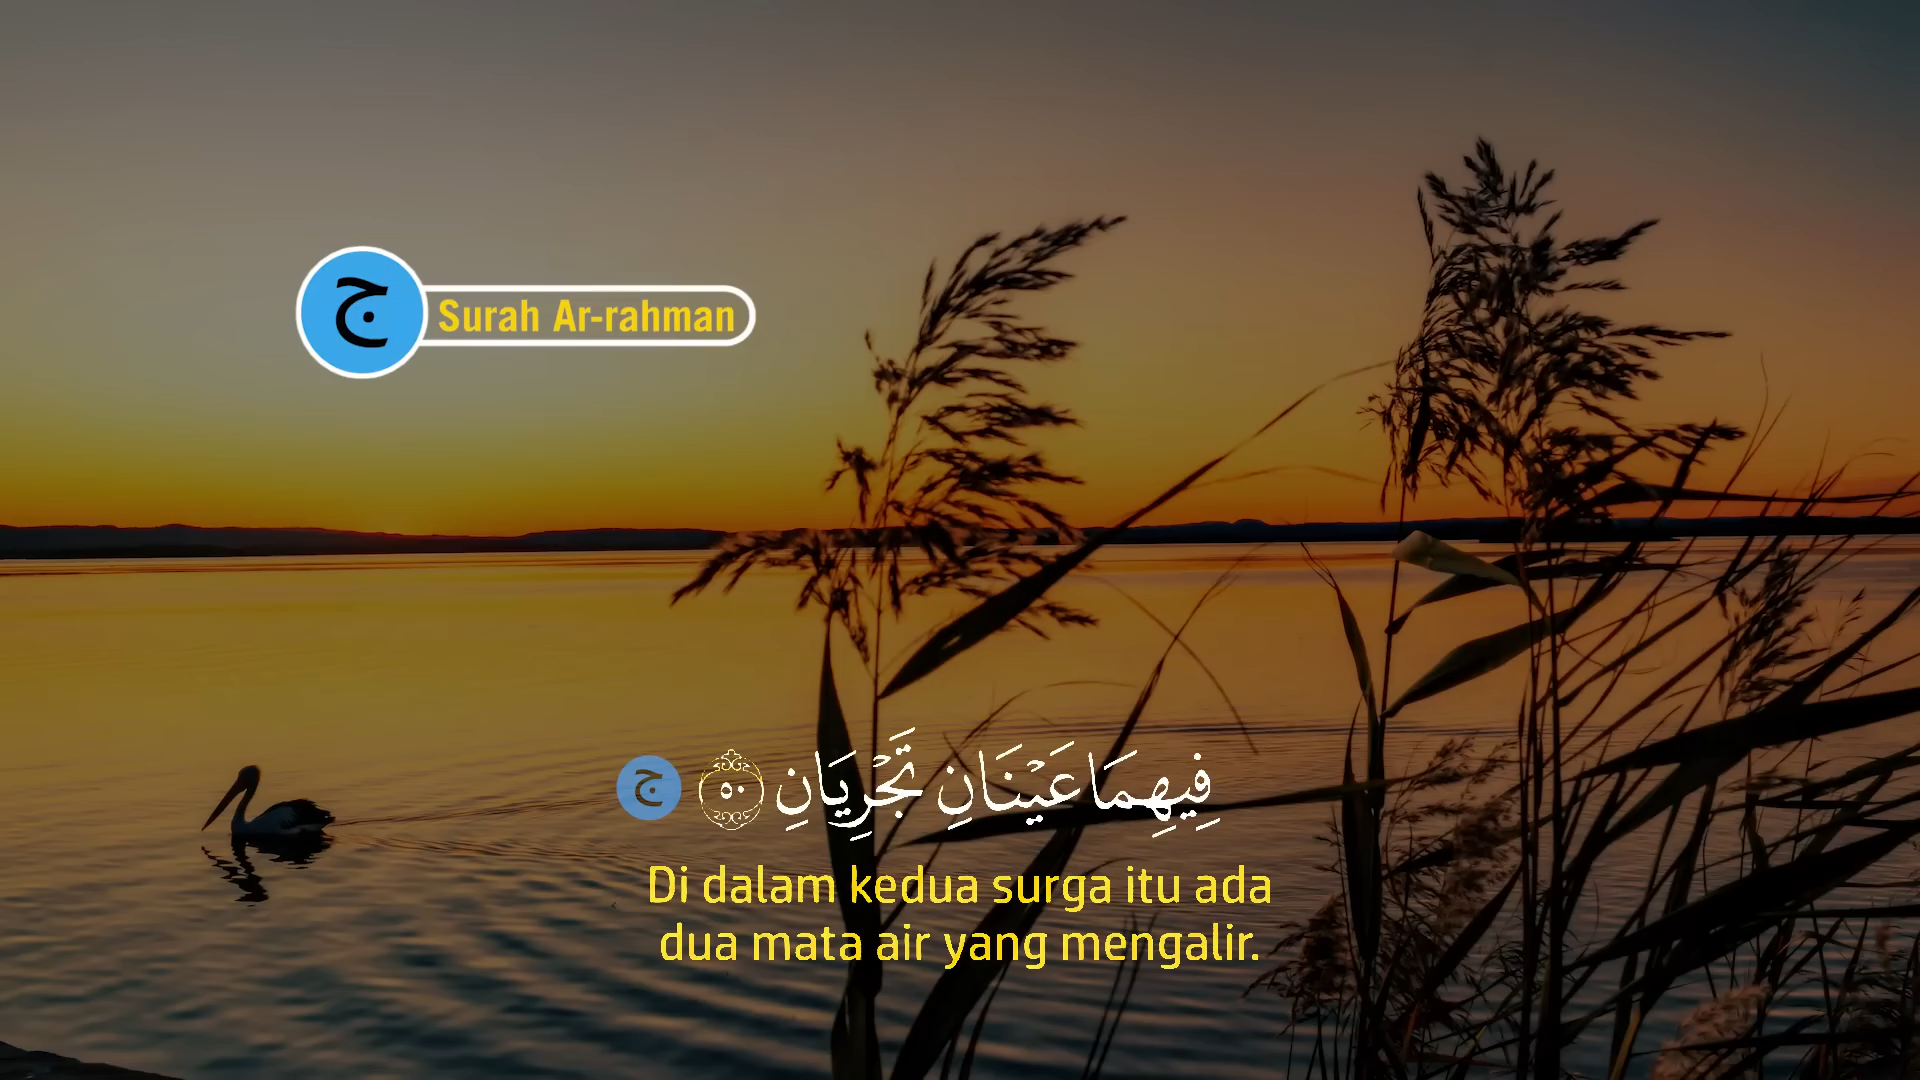 ج
Surah Ar-rahman
فِيهِمَا عَيْنَانِ تَجْرِيَانِ ٥٠ ج
Di dalam kedua surga itu ada
dua mata air yang mengalir.